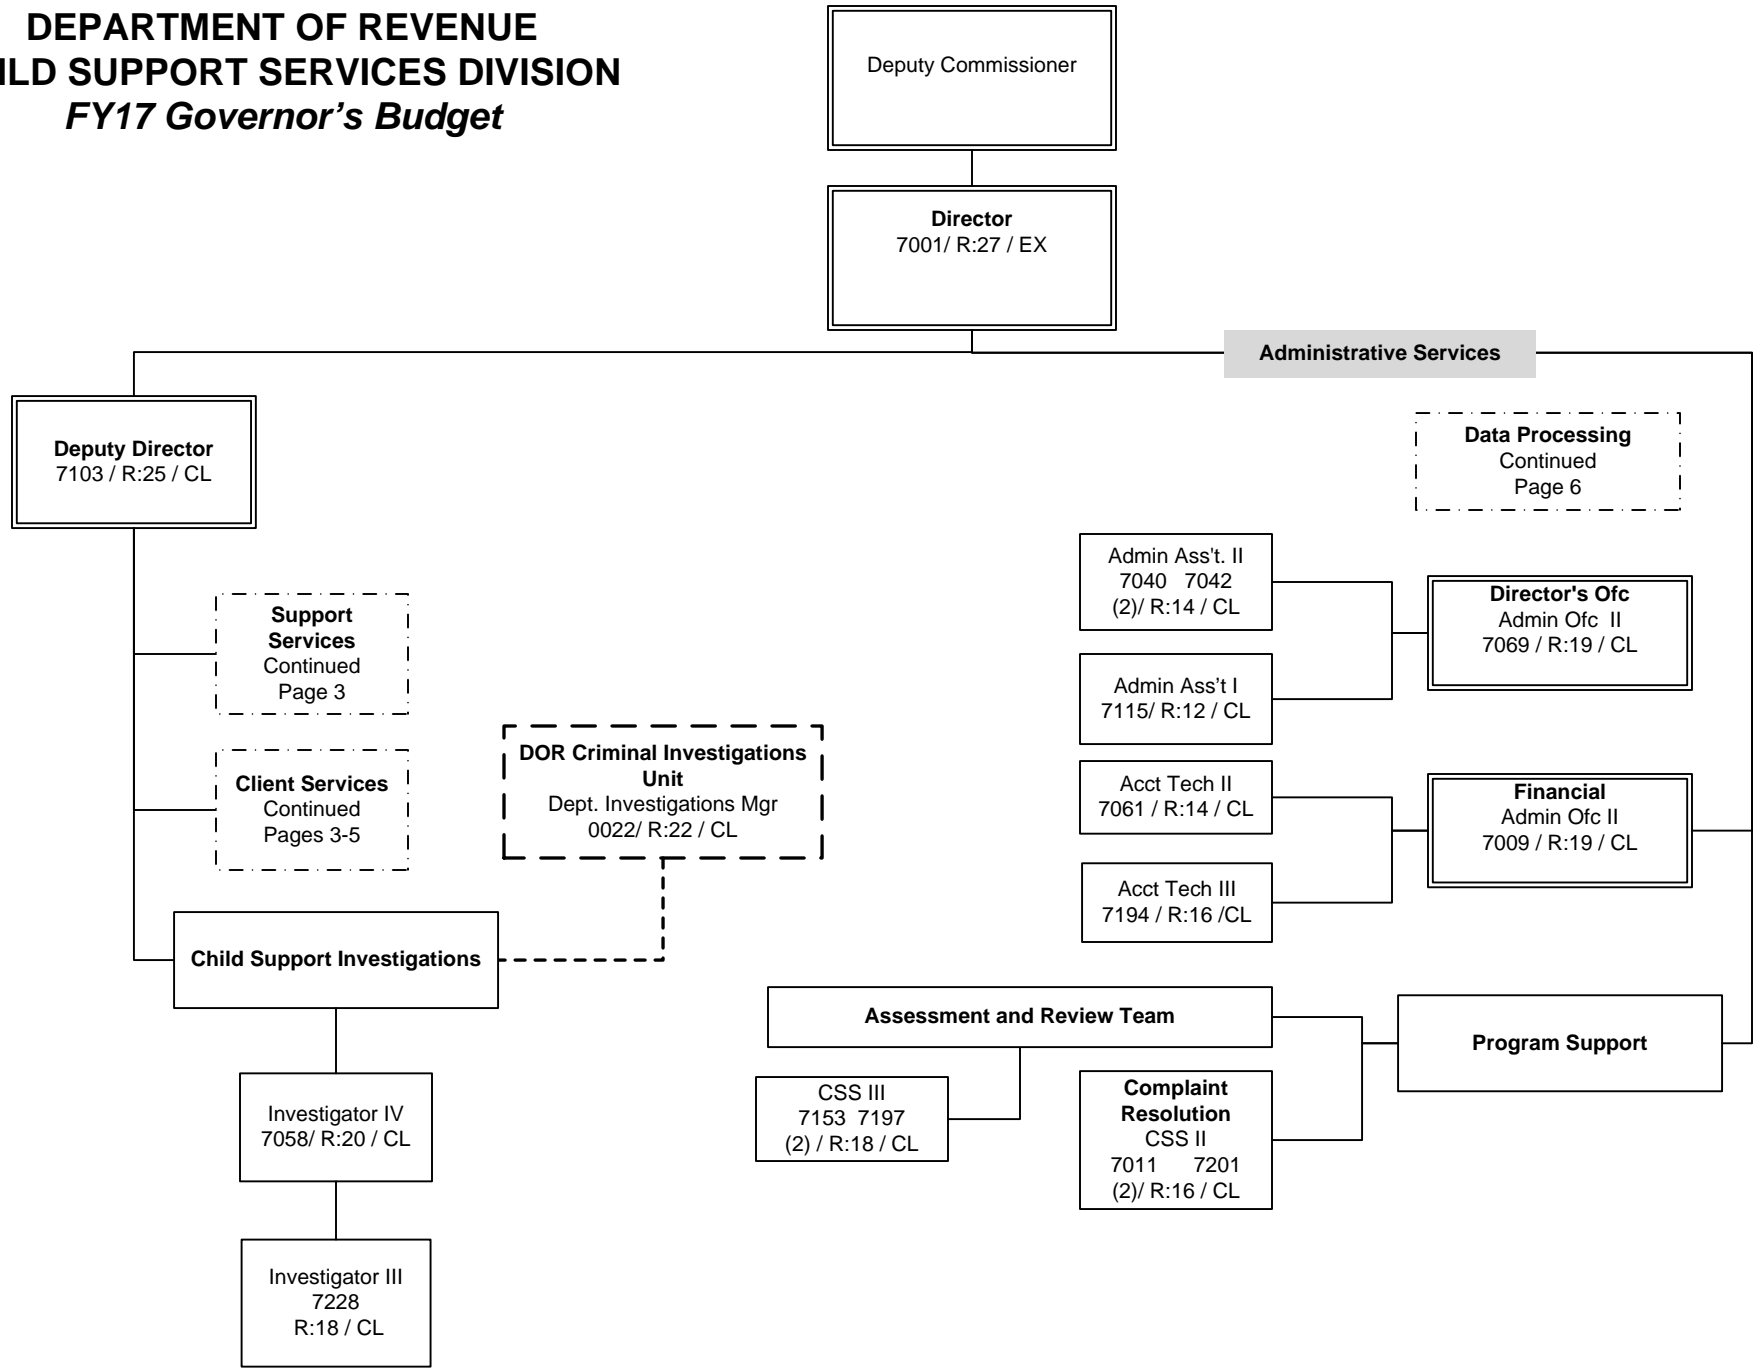 DEPARTMENT OF REVENUE
ILD SUPPORT SERVICES DIVISION
FY17 Governor’s Budget
Deputy Commissioner
Director
7001/ R:27 / EX
Administrative Services
Deputy Director
7103 / R:25 / CL
Data Processing
Continued
Page 6
Admin Ass't. II
7040 7042
(2)/ R:14 / CL
Director's Ofc
Admin Ofc II
7069 / R:19 / CL
Support
Services
Continued
Page 3
Admin Ass’t I
7115/ R:12 / CL
Client Services
Continued
Pages 3-5
DOR Criminal Investigations
Unit
Dept. Investigations Mgr
0022/ R:22 / CL
Acct Tech II
7061 / R:14 / CL
Financial
Admin Ofc II
7009 / R:19 / CL
Acct Tech III
7194 / R:16 /CL
Child Support Investigations
Assessment and Review Team
Program Support
CSS III
7153 7197
(2) / R:18 / CL
Complaint
Resolution
CSS II
7011 7201
(2)/ R:16 / CL
Investigator IV
7058/ R:20 / CL
Investigator III
7228
R:18 / CL